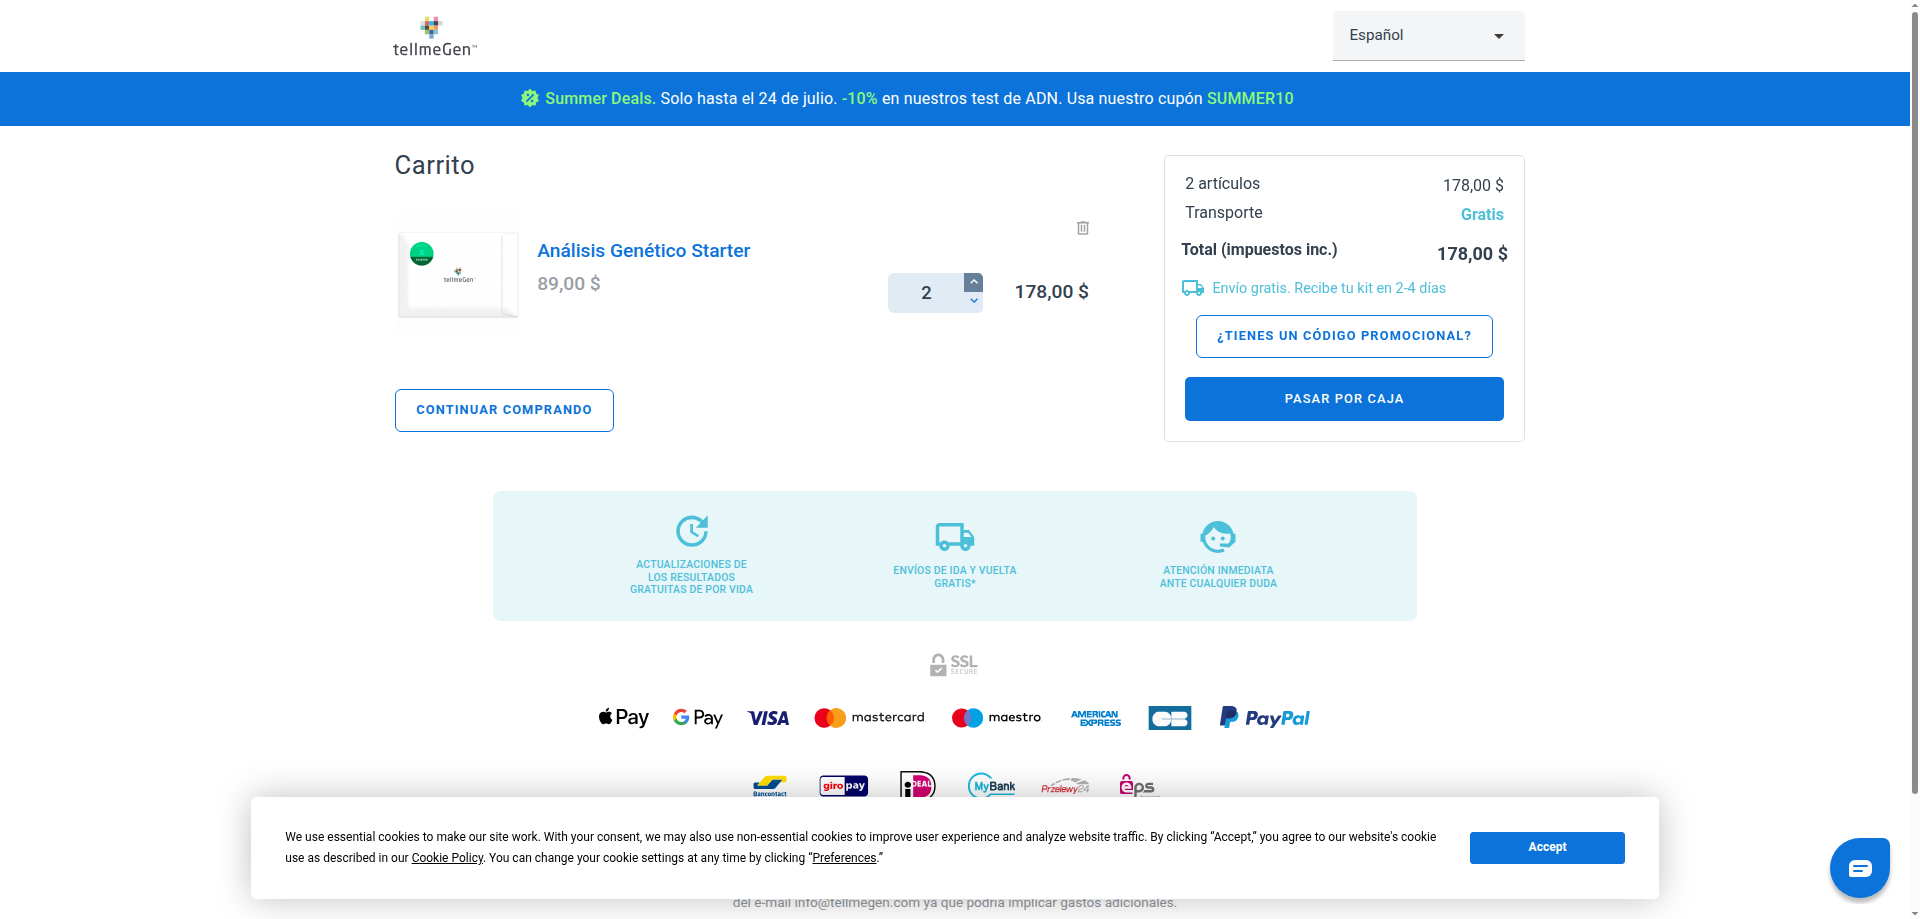 tellmeGen™
Español
Summer Deals. Solo hasta el 24 de julio. -10% en nuestros test de ADN. Usa nuestro cupón SUMMER10
Carrito
tellmeGen
Análisis Genético Starter
89,00 $
2
178,00 $
2 artículos
178,00 $
Transporte
Gratis
Total (impuestos inc.)
178,00 $
Envío gratis. Recibe tu kit en 2-4 días
¿TIENES UN CÓDIGO PROMOCIONAL?
PASAR POR CAJA
CONTINUAR COMPRANDO
ACTUALIZACIONES DE
LOS RESULTADOS
GRATUITAS DE POR VIDA
ENVÍOS DE IDA Y VUELTA
GRATIS*
ATENCIÓN INMEDIATA
ANTE CUALQUIER DUDA
SSL
SECURE
Pay
G Pay
VISA
mastercard
maestro
AMERICAN
EXPRESS
CB
PayPal
Bancontact
giropay
iDEAL
MyBank
Przelewy24
eps
We use essential cookies to make our site work. With your consent, we may also use non-essential cookies to improve user experience and analyze website traffic. By clicking “Accept,” you agree to our website's cookie
use as described in our Cookie Policy. You can change your cookie settings at any time by clicking “Preferences.”
Accept
del e-mail info@tellmegen.com ya que podría implicar gastos adicionales.